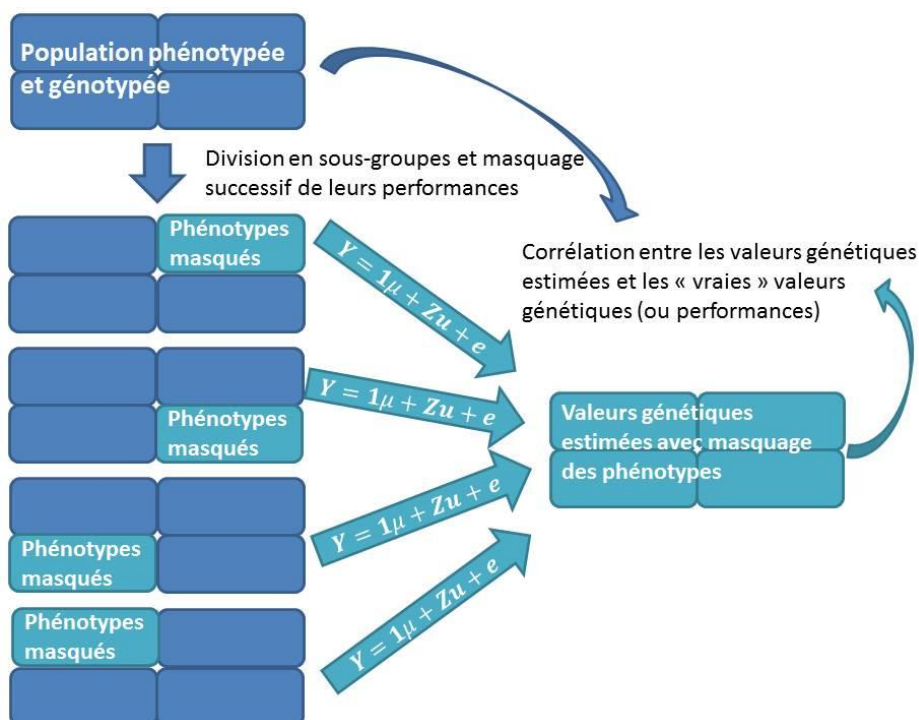 Population phénotypée
et génotypée
Division en sous-groupes et masquage
successif de leurs performances
Phénotypes
masqués
Y = 1μ + Zu + e
Corrélation entre les valeurs génétiques
estimées et les « vraies » valeurs
génétiques (ou performances)
Phénotypes
masqués
Y = 1μ + Zu + e
Valeurs génétiques
estimées avec masquage
des phénotypes
Phénotypes
masqués
Y = 1μ + Zu + e
Phénotypes
masqués
Y = 1μ + Zu + e